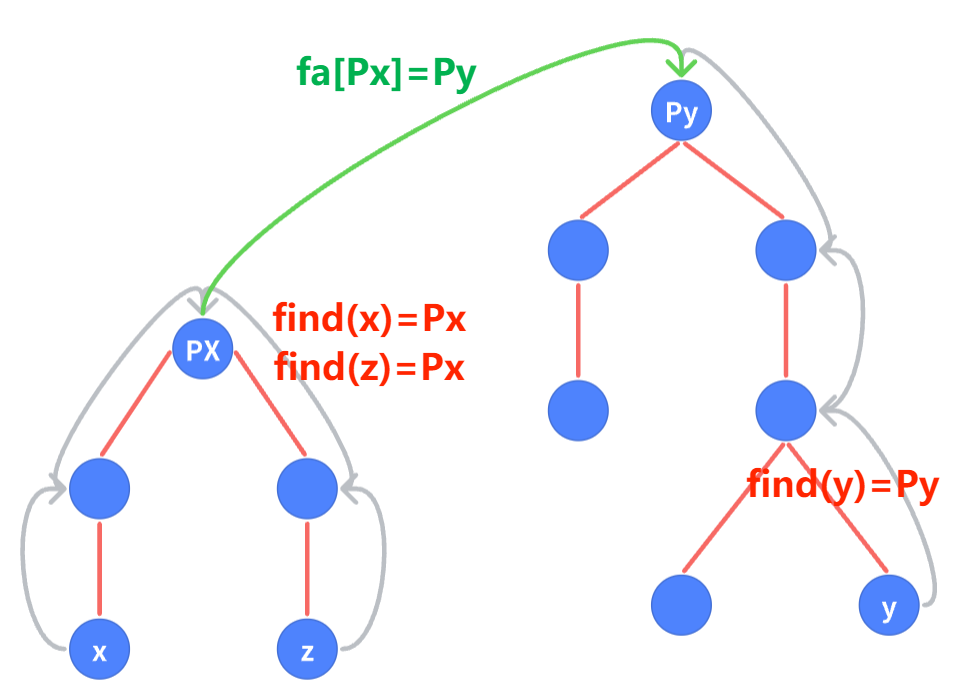 fa[Px]=Py
Py
find(x)=Px
PX
find(z)=Px
find(y)=Py
y
x
z